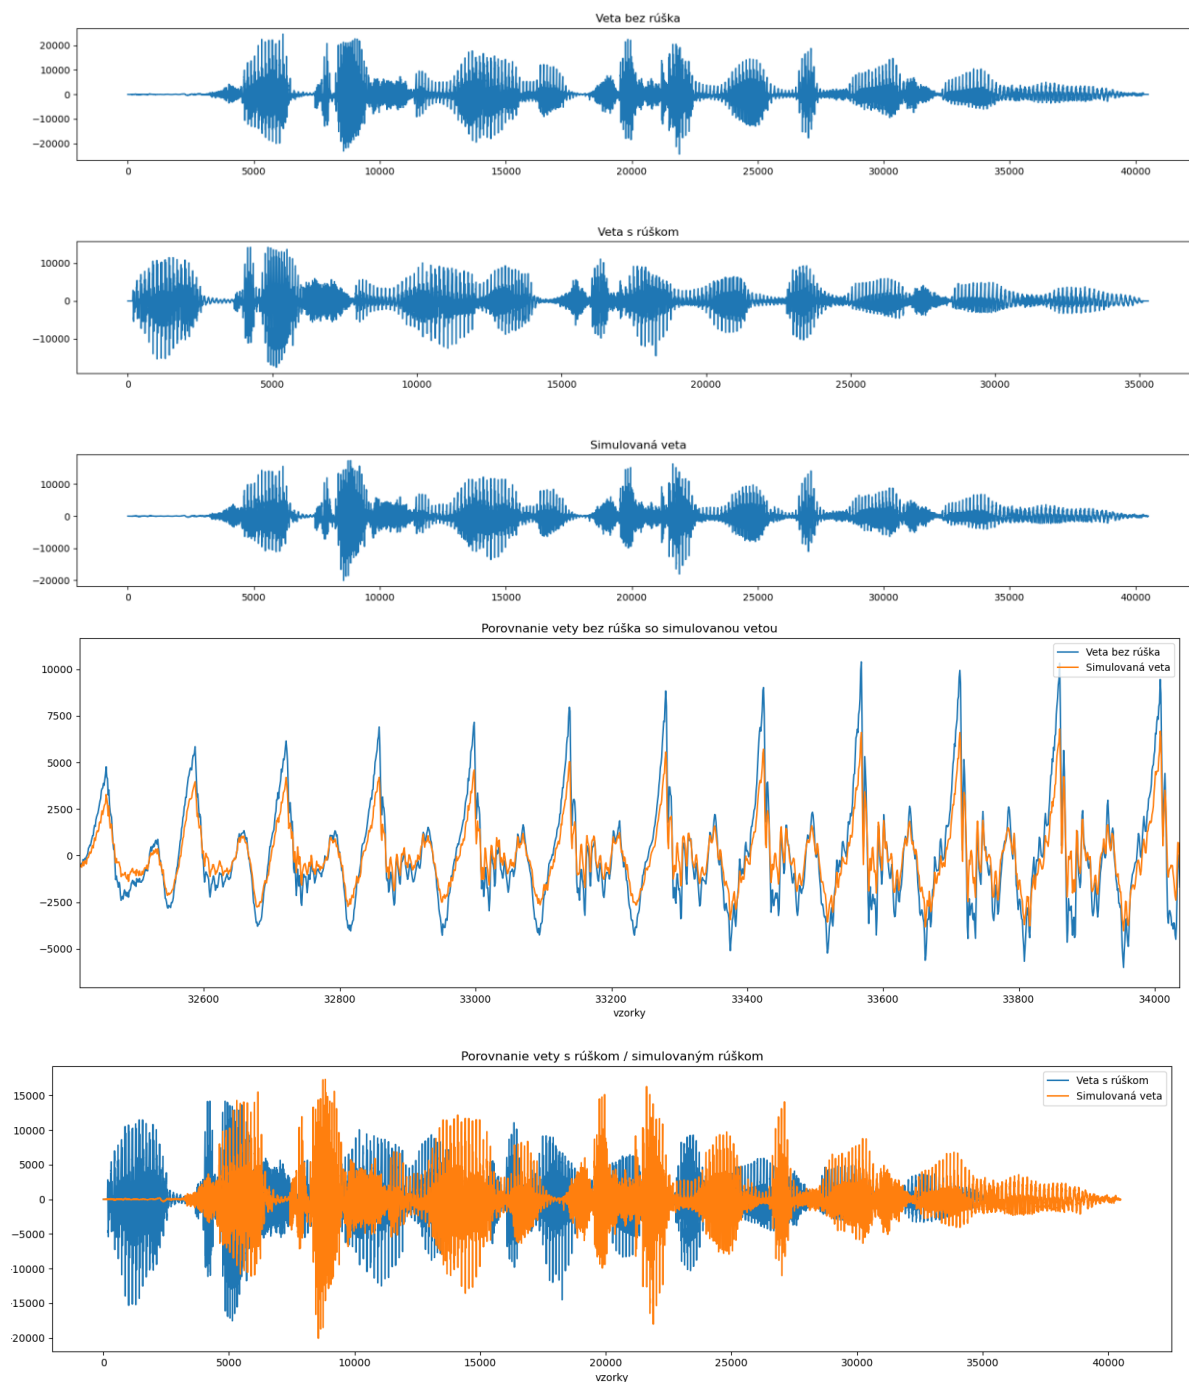 Veta bez rúška
20000
10000
0
−10000
−20000
0 5000 10000 15000 20000 25000 30000 35000 40000
Veta s rúškom
10000
0
−10000
0 5000 10000 15000 20000 25000 30000 35000
Simulovaná veta
10000
0
−10000
−20000
0 5000 10000 15000 20000 25000 30000 35000 40000
Porovnanie vety bez rúška so simulovanou vetou
Veta bez rúška
Simulovaná veta
10000
7500
5000
2500
0
−2500
−5000
32600 32800 33000 33200 33400 33600 33800 34000
vzorky
Porovnanie vety s rúškom / simulovaným rúškom
Veta s rúškom
Simulovaná veta
15000
10000
5000
0
−5000
-10000
-15000
-20000
0 5000 10000 15000 20000 25000 30000 35000 40000
vzorky